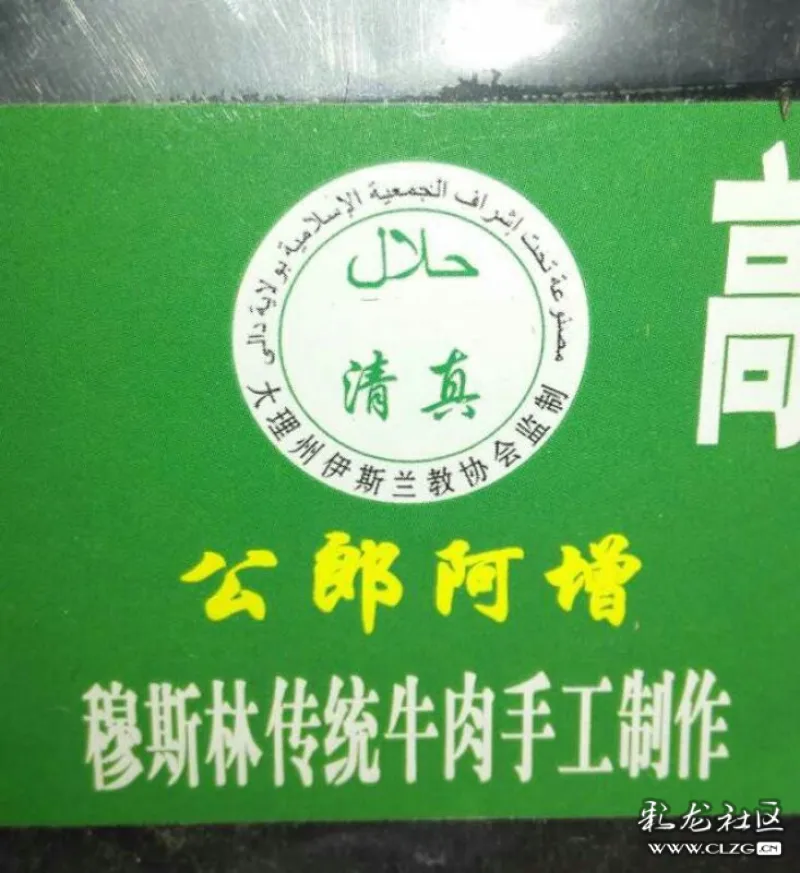 مصنوعة تحت إشراف الجمعية الإسلامية بولاية دالى
حلال
清真
大理州伊斯兰教协会监制
公郎阿增
穆斯林传统牛肉手工制作
彩龙社区
WWW.CLZG.CN